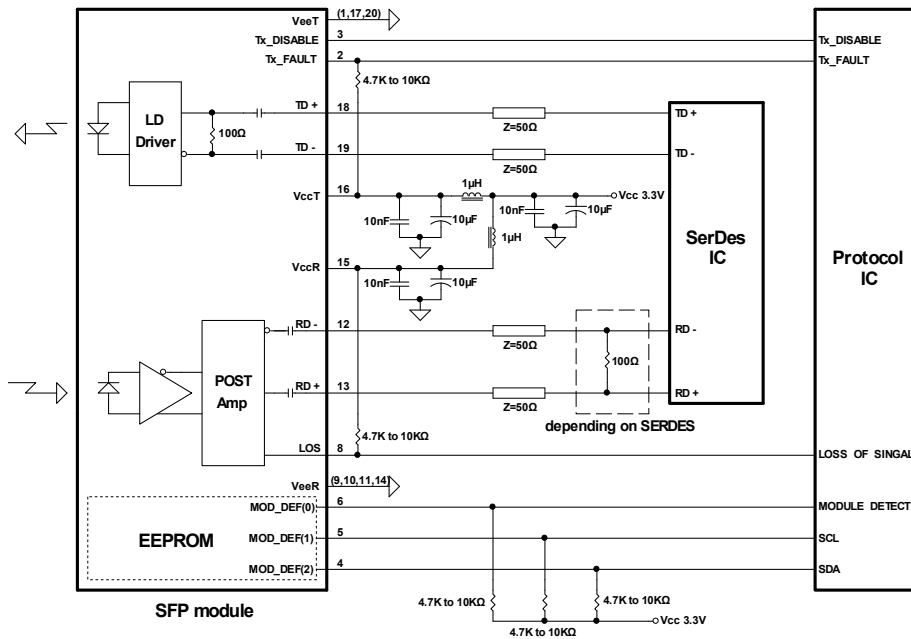 VeeT
(1,17,20)
Tx_DISABLE
3
Tx_DISABLE
Tx_FAULT
2
Tx_FAULT
4.7K to 10KΩ
LD
Driver
100Ω
TD +
18
Z=50Ω
TD +
TD -
19
Z=50Ω
TD -
VccT
16
1µH
Vcc 3.3V
10nF
10µF
10nF
10µF
1µH
SerDes
IC
Protocol
IC
VccR
15
10nF
10µF
RD -
12
Z=50Ω
RD -
POST
Amp
100Ω
RD +
13
Z=50Ω
RD +
depending on SERDES
4.7K to 10KΩ
LOS
8
LOSS OF SINGAL
VeeR
(9,10,11,14)
MOD_DEF(0)
6
MODULE DETECT
EEPROM
MOD_DEF(1)
5
SCL
MOD_DEF(2)
4
SDA
4.7K to 10KΩ
4.7K to 10KΩ
SFP module
Vcc 3.3V
4.7K to 10KΩ